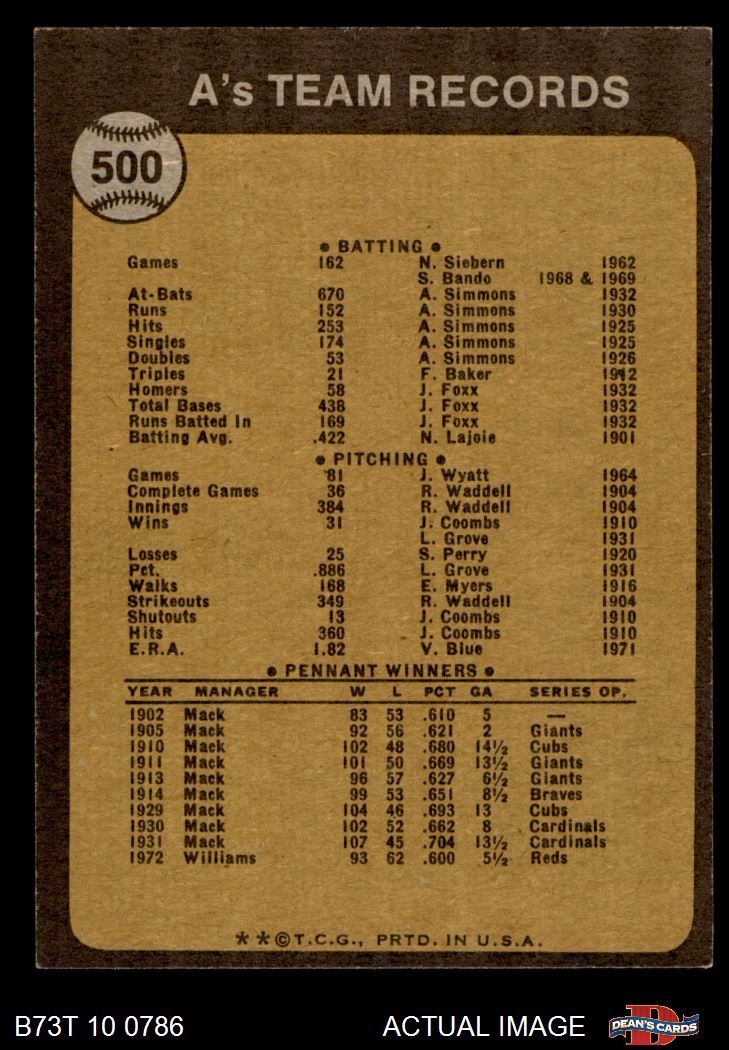 A's TEAM RECORDS
500
• BATTING •
Games 162 N. Siebern 1962
S. Bando 1968 & 1969
At-Bats 670 A. Simmons 1932
Runs 152 A. Simmons 1930
Hits 253 A. Simmons 1925
Singles 174 A. Simmons 1925
Doubles 53 A. Simmons 1926
Triples 21 F. Baker 1912
Homers 58 J. Foxx 1932
Total Bases 438 J. Foxx 1932
Runs Batted In 169 J. Foxx 1932
Batting Avg. .422 N. Lajoie 1901
• PITCHING •
Games 81 J. Wyatt 1964
Complete Games 36 R. Waddell 1904
Innings 384 R. Waddell 1904
Wins 31 J. Coombs 1910
L. Grove 1931
Losses 25 S. Perry 1920
Pct. .886 L. Grove 1931
Walks 168 E. Myers 1916
Strikeouts 349 R. Waddell 1904
Shutouts 13 J. Coombs 1910
Hits 360 J. Coombs 1910
E.R.A. 1.82 V. Blue 1971
• PENNANT WINNERS •
YEAR MANAGER W L PCT GA SERIES OP.
1902 Mack 83 53 .610 5 —
1905 Mack 92 56 .621 2 Giants
1910 Mack 102 48 .680 14½ Cubs
1911 Mack 101 50 .669 13½ Giants
1913 Mack 96 57 .627 6½ Giants
1914 Mack 99 53 .651 8½ Braves
1929 Mack 104 46 .693 13 Cubs
1930 Mack 102 52 .662 8 Cardinals
1931 Mack 107 45 .704 13½ Cardinals
1972 Williams 93 62 .600 5½ Reds
* * © T.C.G., PRTD. IN U.S.A.
B73T 10 0786 ACTUAL IMAGE D DEAN'S CARDS